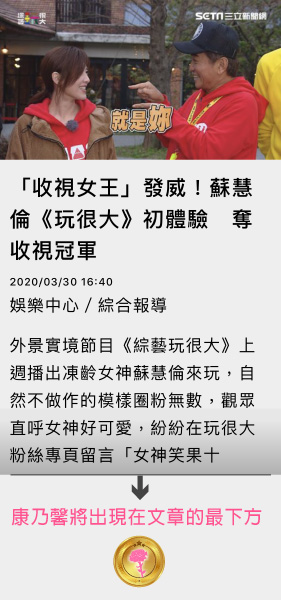 玩很大
SETN三立新聞網
就是妳
「收視女王」發威！蘇慧
倫《玩很大》初體驗　奪
收視冠軍
2020/03/30 16:40
娛樂中心／綜合報導
外景實境節目《綜藝玩很大》上
週播出凍齡女神蘇慧倫來玩，自
然不做作的模樣圈粉無數，觀眾
直呼女神好可愛，紛紛在玩很大
粉絲專頁留言「女神笑果十
康乃馨將出現在文章的最下方